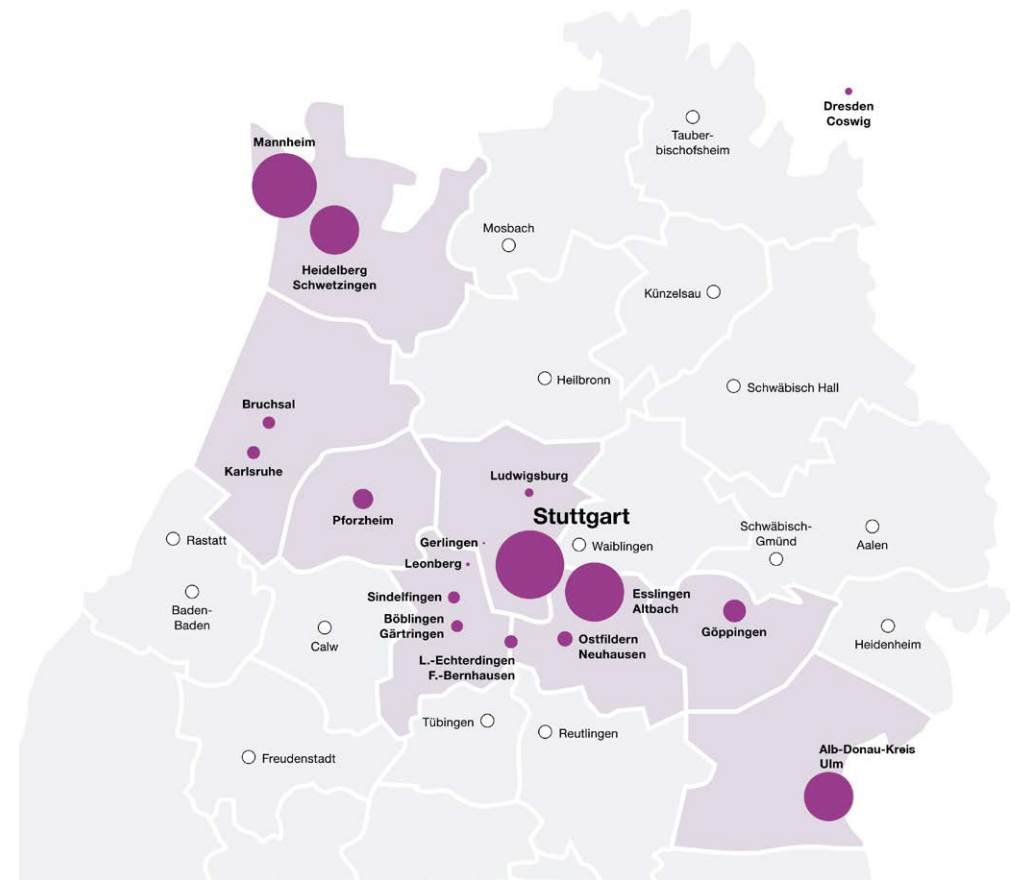 Dresden
Coswig
Tauber-
bischofsheim
Mannheim
Mosbach
Heidelberg
Schwetzingen
Künzelsau
Heilbronn
Schwäbisch Hall
Bruchsal
Karlsruhe
Ludwigsburg
Pforzheim
Stuttgart
Schwäbisch-
Gmünd
Aalen
Rastatt
Gerlingen
Waiblingen
Leonberg
Baden-
Baden
Sindelfingen
Esslingen
Altbach
Böblingen
Gärtringen
Göppingen
Calw
Ostfildern
Neuhausen
Heidenheim
L.-Echterdingen
F.-Bernhausen
Tübingen
Reutlingen
Freudenstadt
Alb-Donau-Kreis
Ulm